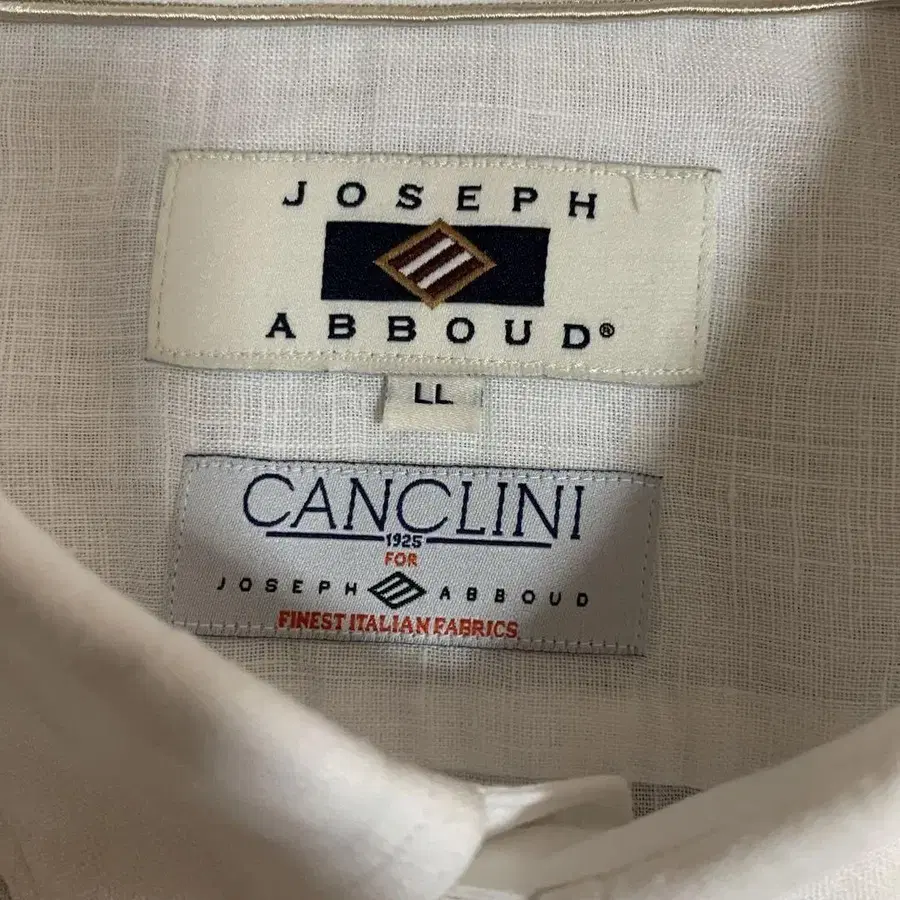 JOSEPH
ABBOUD®
LL
CANCLINI
1925
FOR
JOSEPH ABBOUD
FINEST ITALIAN FABRICS